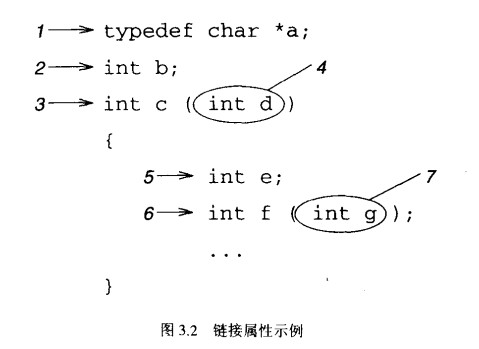 1 typedef char *a;
2 int b; 4
3 int c (int d)
{
5 int e; 7
6 int f (int g);
...
}
图 3.2 链接属性示例